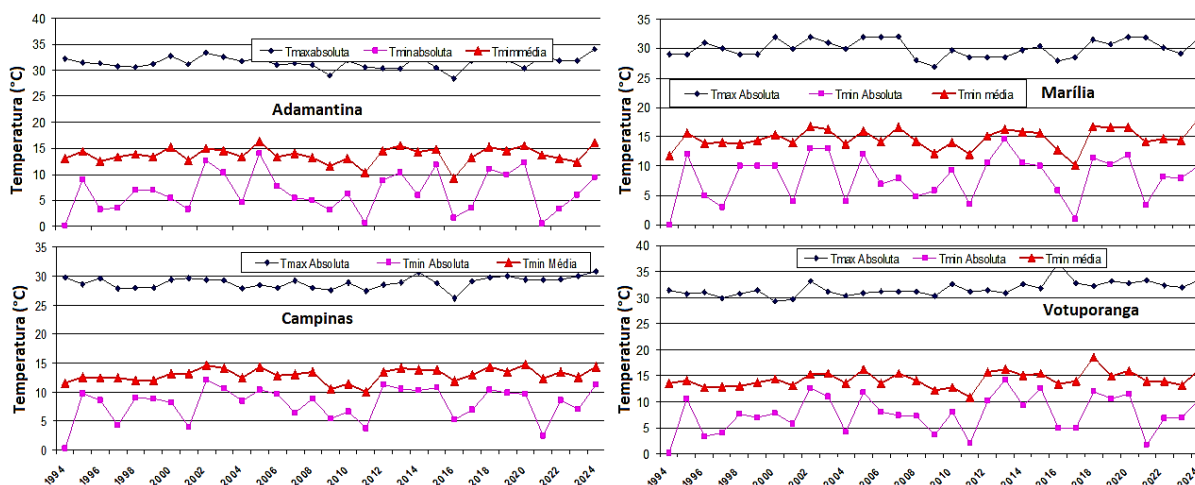 40
35
30
25
20
15
10
5
0
Temperatura (°C)
Tmaxabsoluta Tminabsoluta Tmimmédia
Adamantina
35
30
25
20
15
10
5
0
Temperatura (°C)
Tmax Absoluta Tmin Absoluta Tmin média
Marília
35
30
25
20
15
10
5
0
Temperatura (°C)
Tmax Absoluta Tmin Absoluta Tmin Média
Campinas
1994 1996 1998 2000 2002 2004 2006 2008 2010 2012 2014 2016 2018 2020 2022 2024
40
35
30
25
20
15
10
5
0
Temperatura (°C)
Tmax Absoluta Tmin Absoluta Tmin média
Votuporanga
1994 1996 1998 2000 2002 2004 2006 2008 2010 2012 2014 2016 2018 2020 2022 2024